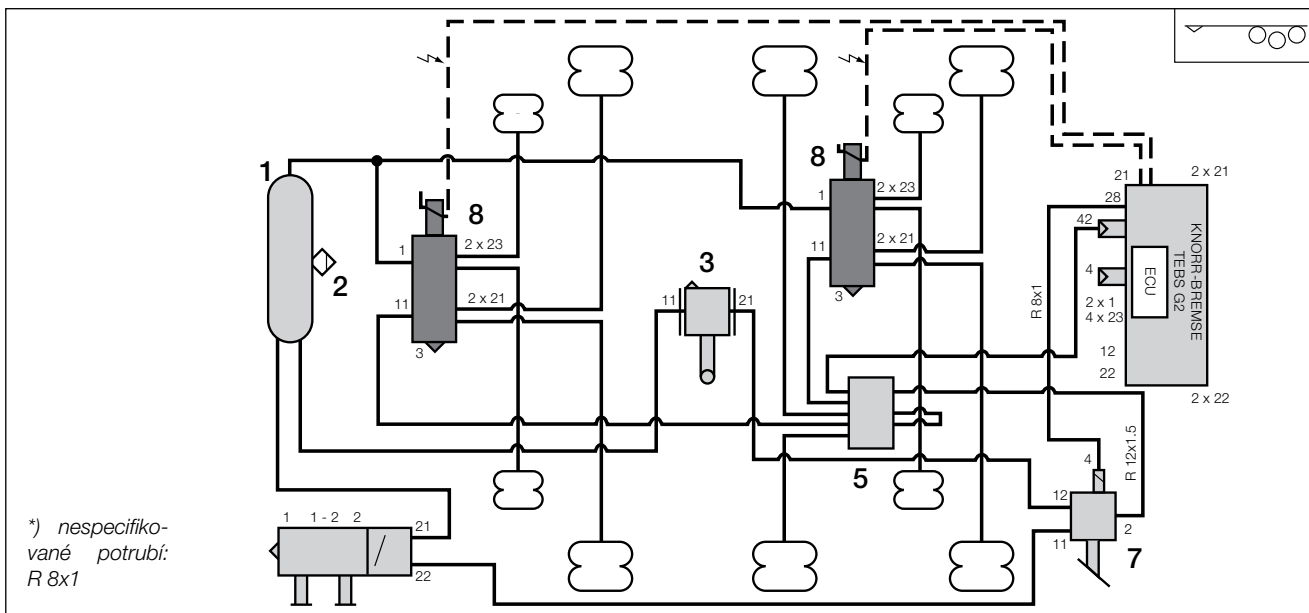 1
2
8
1
11
2 x 23
2 x 21
3
3
11
21
8
1
11
2 x 23
2 x 21
3
21
2 x 21
28
42
4
ECU
KNORR-BREMSE
TEBS G2
2 x 1
4 x 23
12
22
2 x 22
R 8x1
R 12x1.5
5
4
12
2
11
7
*) nespecifiko-
vané potrubí:
R 8x1
1 1 - 2 2
21
22